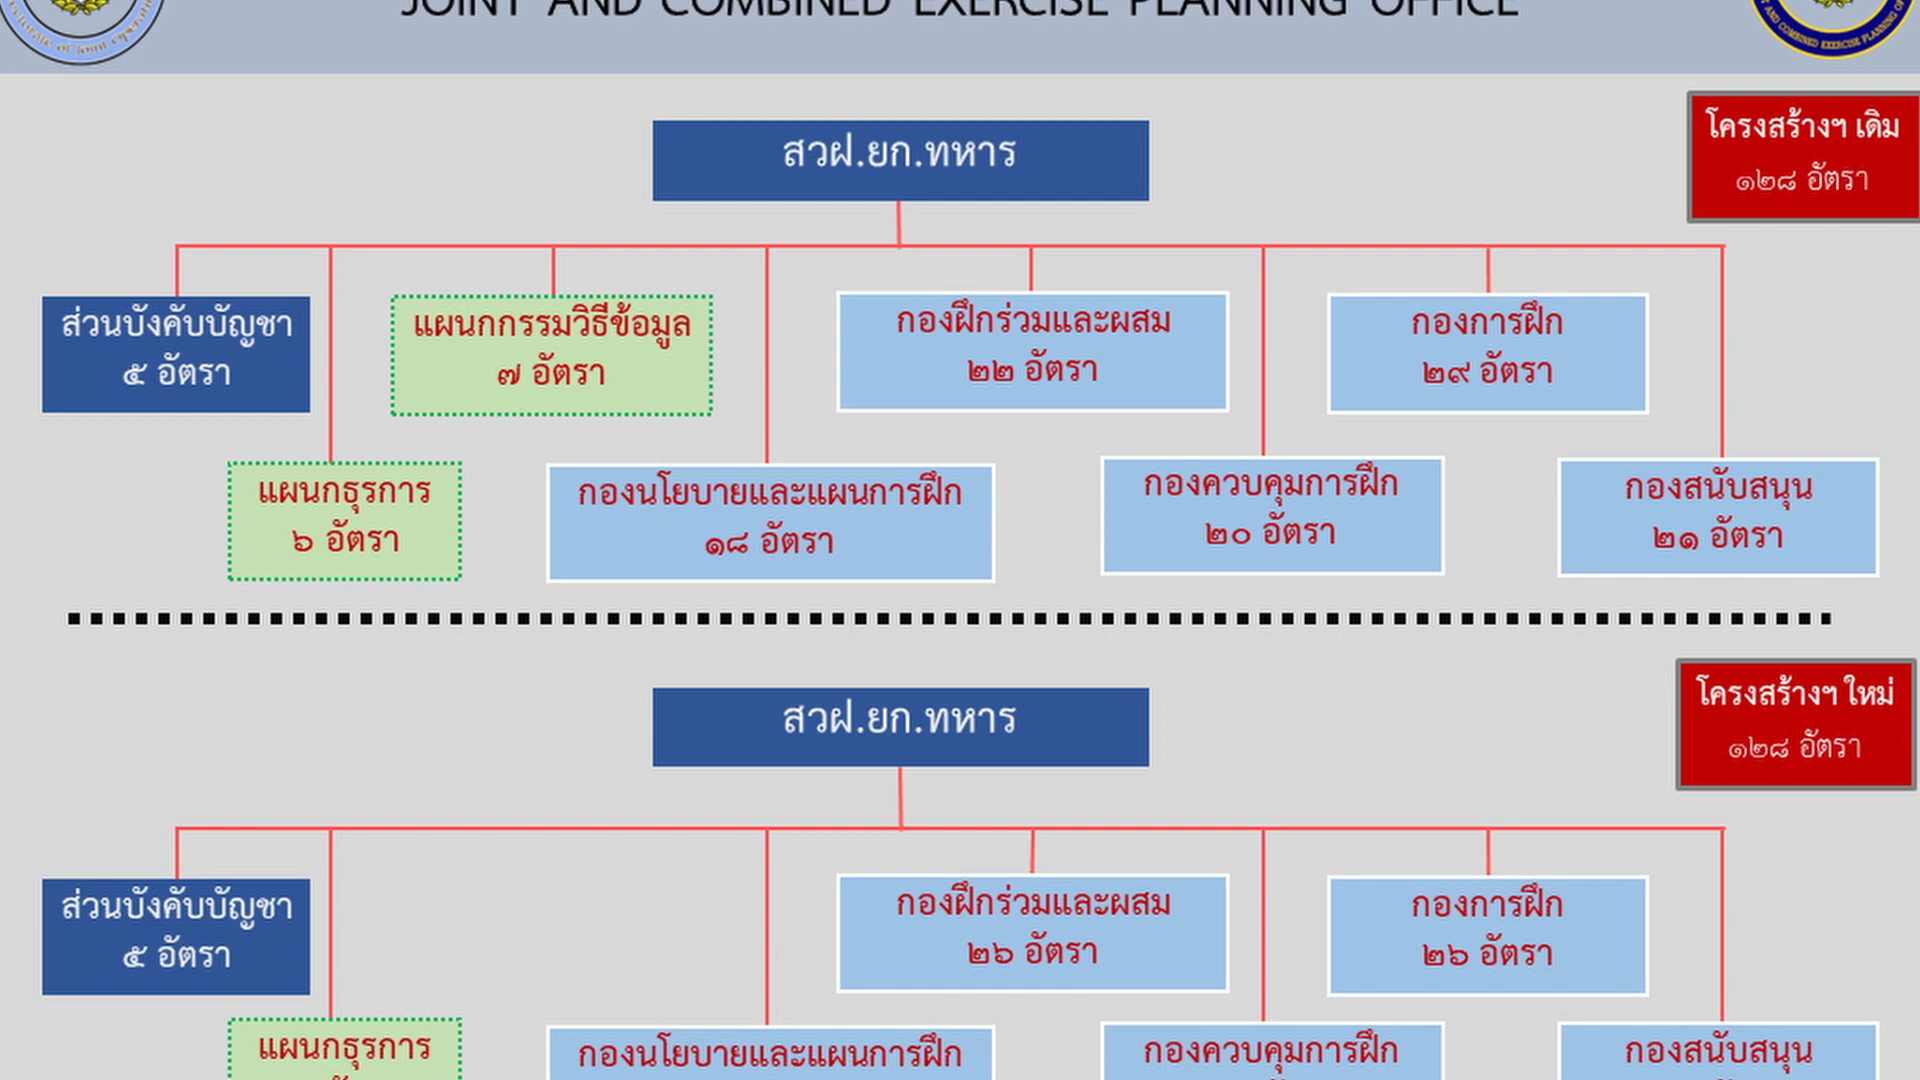 JOINT AND COMBINED EXERCISE PLANNING OFFICE
สวฝ.ยก.ทหาร
โครงสร้างฯ เดิม
๑๒๘ อัตรา
ส่วนบังคับบัญชา
๕ อัตรา
แผนกกรรมวิธีข้อมูล
๗ อัตรา
กองฝึกร่วมและผสม
๒๒ อัตรา
กองการฝึก
๒๙ อัตรา
แผนกธุรการ
๖ อัตรา
กองนโยบายและแผนการฝึก
๑๘ อัตรา
กองควบคุมการฝึก
๒๐ อัตรา
กองสนับสนุน
๒๑ อัตรา
สวฝ.ยก.ทหาร
โครงสร้างฯ ใหม่
๑๒๘ อัตรา
ส่วนบังคับบัญชา
๕ อัตรา
กองฝึกร่วมและผสม
๒๖ อัตรา
กองการฝึก
๒๖ อัตรา
แผนกธุรการ
กองนโยบายและแผนการฝึก
กองควบคุมการฝึก
กองสนับสนุน